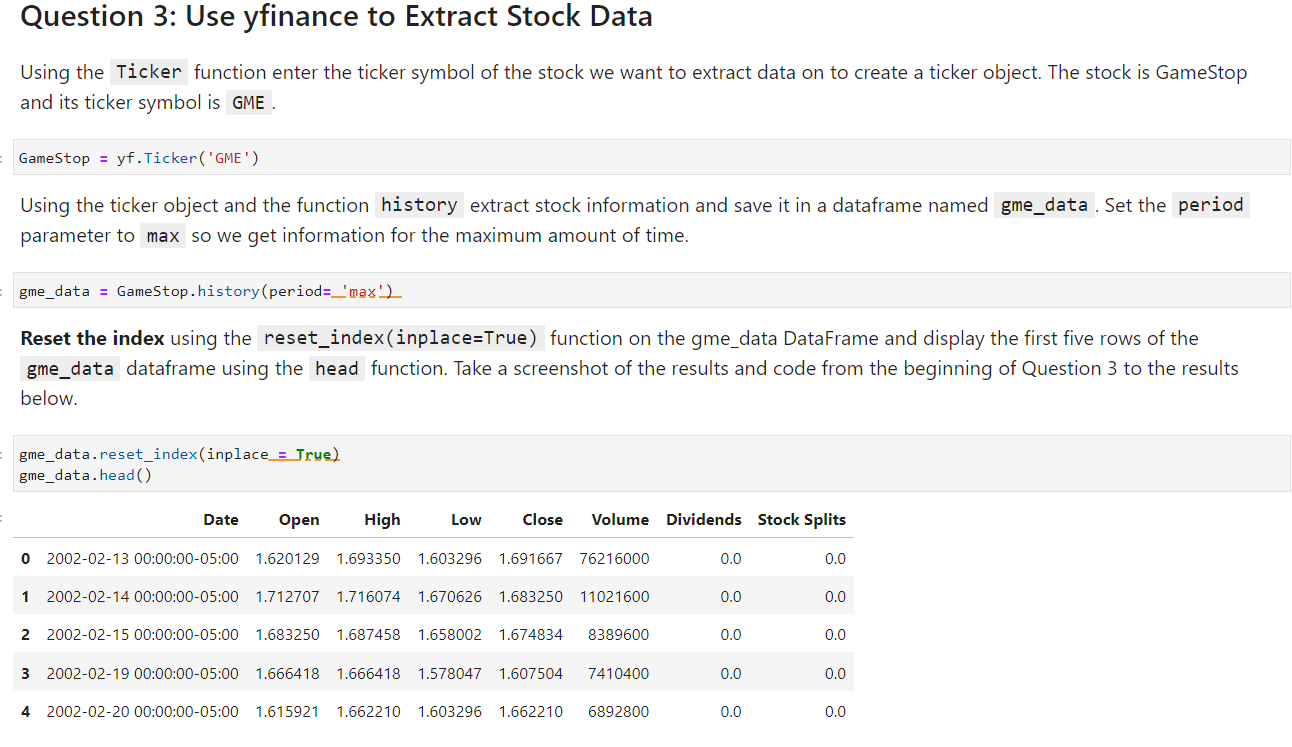 Question 3: Use yfinance to Extract Stock Data
Using the Ticker function enter the ticker symbol of the stock we want to extract data on to create a ticker object. The stock is GameStop
and its ticker symbol is GME .
GameStop = yf.Ticker('GME')
Using the ticker object and the function history extract stock information and save it in a dataframe named gme_data . Set the period
parameter to max so we get information for the maximum amount of time.
gme_data = GameStop.history(period= 'max')
Reset the index using the reset_index(inplace=True) function on the gme_data DataFrame and display the first five rows of the
gme_data dataframe using the head function. Take a screenshot of the results and code from the beginning of Question 3 to the results
below.
gme_data.reset_index(inplace = True)
gme_data.head()
Date Open High Low Close Volume Dividends Stock Splits
0 2002-02-13 00:00:00-05:00 1.620129 1.693350 1.603296 1.691667 76216000 0.0 0.0
1 2002-02-14 00:00:00-05:00 1.712707 1.716074 1.670626 1.683250 11021600 0.0 0.0
2 2002-02-15 00:00:00-05:00 1.683250 1.687458 1.658002 1.674834 8389600 0.0 0.0
3 2002-02-19 00:00:00-05:00 1.666418 1.666418 1.578047 1.607504 7410400 0.0 0.0
4 2002-02-20 00:00:00-05:00 1.615921 1.662210 1.603296 1.662210 6892800 0.0 0.0